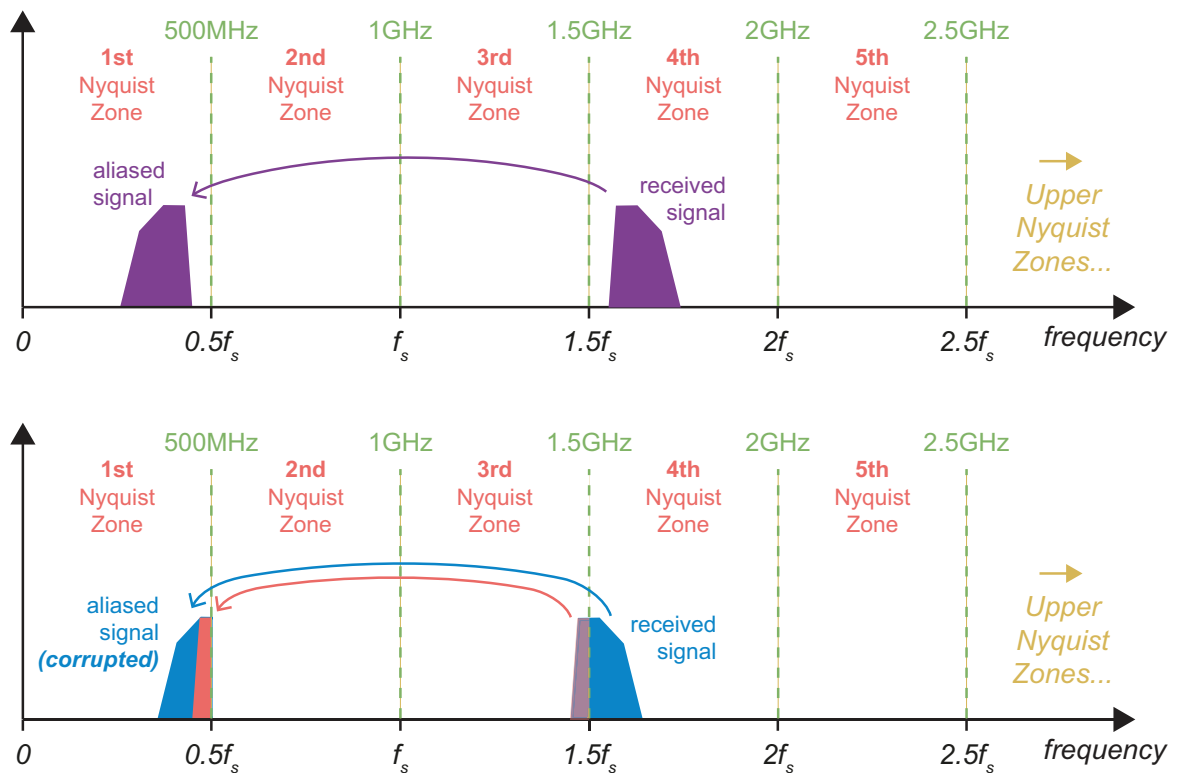 500MHz 1GHz 1.5GHz 2GHz 2.5GHz
1st 2nd 3rd 4th 5th
Nyquist Nyquist Nyquist Nyquist Nyquist
Zone Zone Zone Zone Zone
aliased
signal
received
signal
Upper
Nyquist
Zones...
0 0.5fs fs 1.5fs 2fs 2.5fs frequency
500MHz 1GHz 1.5GHz 2GHz 2.5GHz
1st 2nd 3rd 4th 5th
Nyquist Nyquist Nyquist Nyquist Nyquist
Zone Zone Zone Zone Zone
aliased
signal
(corrupted)
received
signal
Upper
Nyquist
Zones...
0 0.5fs fs 1.5fs 2fs 2.5fs frequency